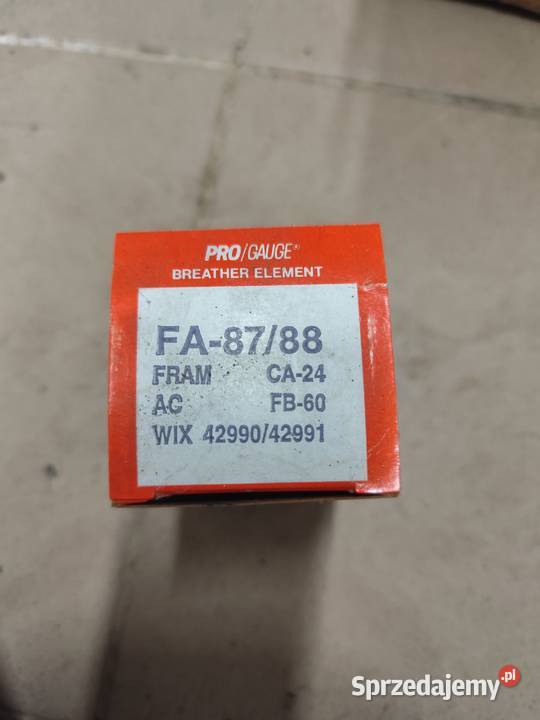 PRO/GAUGE®
BREATHER ELEMENT
FA-87/88
FRAM CA-24
AC FB-60
WIX 42990/42991
Sprzedajemy.pl